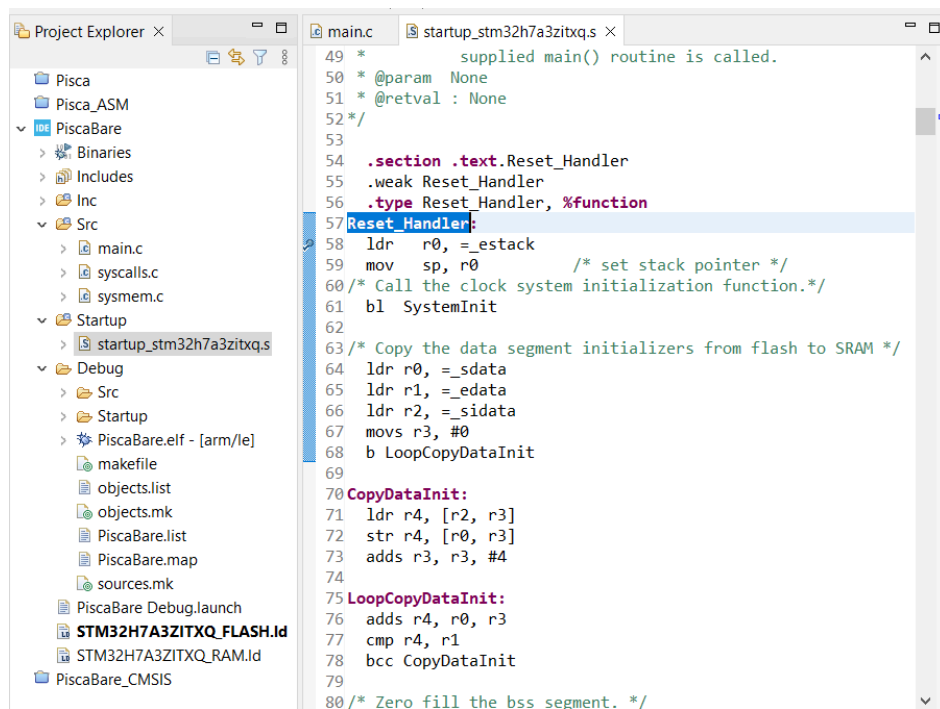 Project Explorer
Pisca
Pisca_ASM
IDE PiscaBare
Binaries
Includes
Inc
Src
main.c
syscalls.c
sysmem.c
Startup
startup_stm32h7a3zitxq.s
Debug
Src
Startup
PiscaBare.elf - [arm/le]
makefile
objects.list
objects.mk
PiscaBare.list
PiscaBare.map
sources.mk
PiscaBare Debug.launch
STM32H7A3ZITXQ_FLASH.ld
STM32H7A3ZITXQ_RAM.ld
PiscaBare_CMSIS
main.c
startup_stm32h7a3zitxq.s
49 * supplied main() routine is called.
50 * @param None
51 * @retval : None
52 */
53
54 .section .text.Reset_Handler
55 .weak Reset_Handler
56 .type Reset_Handler, %function
57 Reset_Handler:
58 ldr r0, =_estack
59 mov sp, r0 /* set stack pointer */
60 /* Call the clock system initialization function.*/
61 bl SystemInit
62
63 /* Copy the data segment initializers from flash to SRAM */
64 ldr r0, =_sdata
65 ldr r1, =_edata
66 ldr r2, =_sidata
67 movs r3, #0
68 b LoopCopyDataInit
69
70 CopyDataInit:
71 ldr r4, [r2, r3]
72 str r4, [r0, r3]
73 adds r3, r3, #4
74
75 LoopCopyDataInit:
76 adds r4, r0, r3
77 cmp r4, r1
78 bcc CopyDataInit
79
80 /* Zero fill the bss segment. */